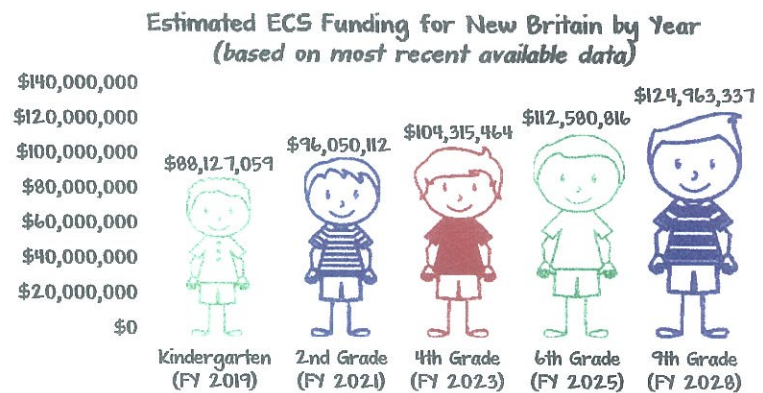 Estimated ECS Funding for New Britain by Year
(based on most recent available data)
$140,000,000
$120,000,000
$100,000,000
$80,000,000
$60,000,000
$40,000,000
$20,000,000
$0
$88,127,059
$96,050,112
$104,315,464
$112,580,816
$124,963,337
Kindergarten
(FY 2019)
2nd Grade
(FY 2021)
4th Grade
(FY 2023)
6th Grade
(FY 2025)
9th Grade
(FY 2028)